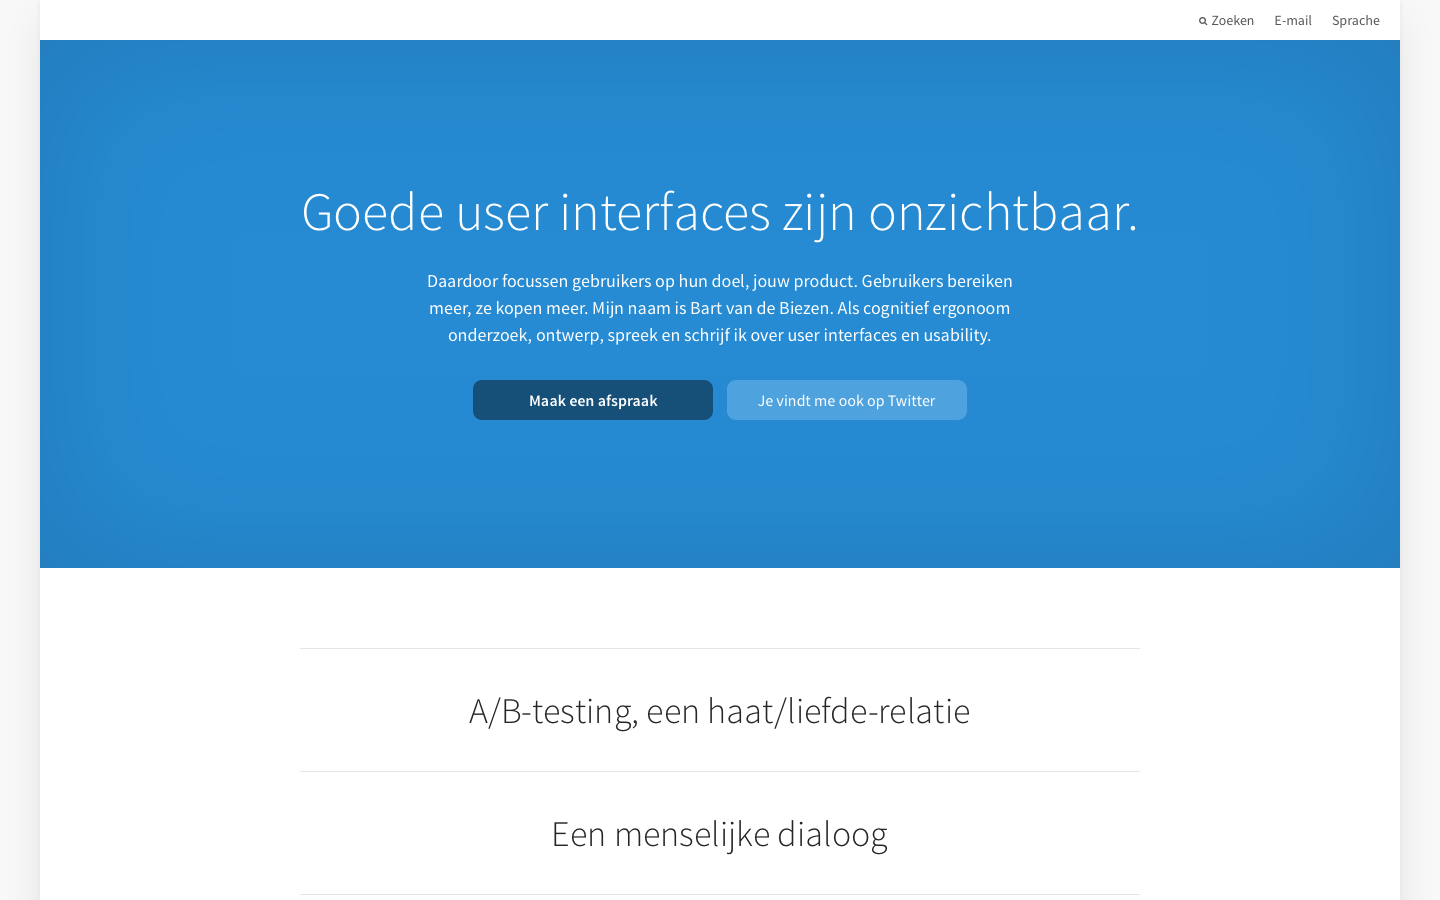 Zoeken E-mail Sprache
Goede user interfaces zijn onzichtbaar.
Daardoor focussen gebruikers op hun doel, jouw product. Gebruikers bereiken
meer, ze kopen meer. Mijn naam is Bart van de Biezen. Als cognitief ergonoom
onderzoek, ontwerp, spreek en schrijf ik over user interfaces en usability.
Maak een afspraak
Je vindt me ook op Twitter
A/B-testing, een haat/liefde-relatie
Een menselijke dialoog